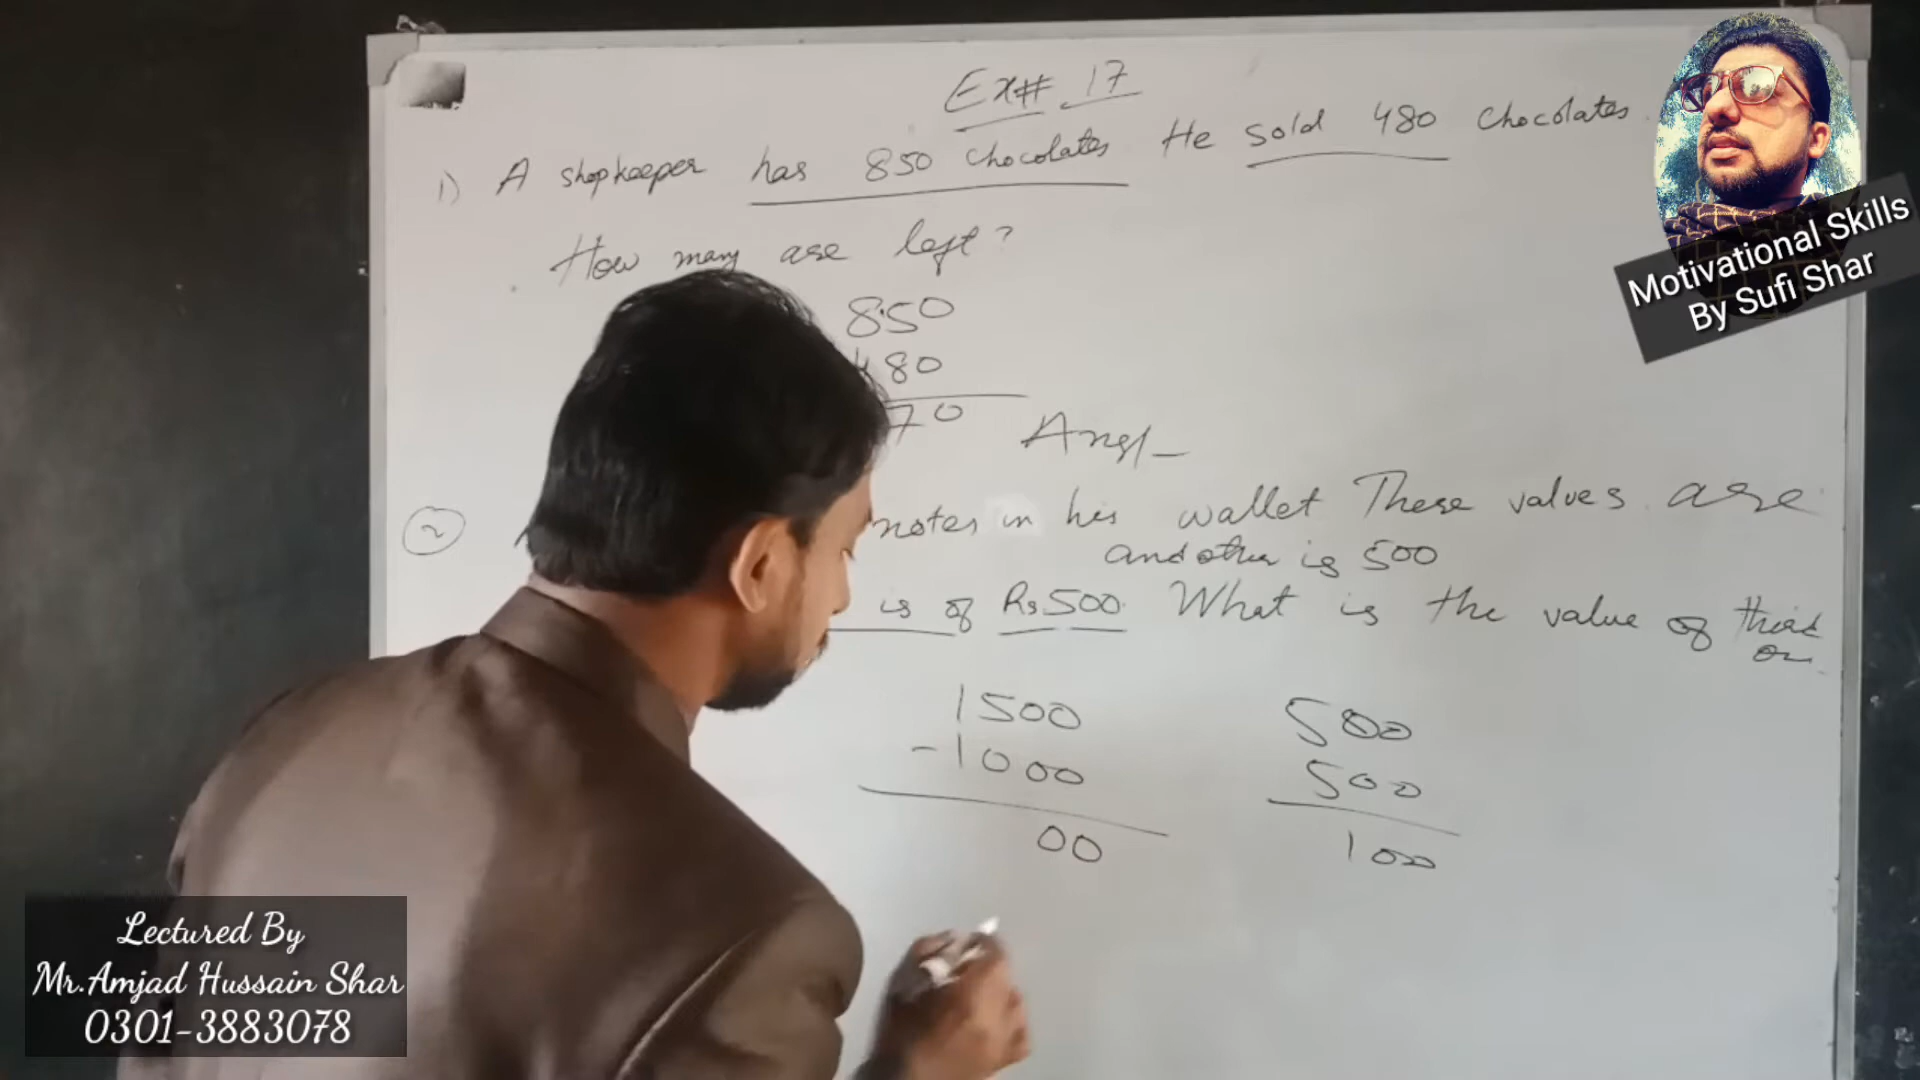 Ex# 17
1) A shopkeeper has 850 chocolates He sold 480 chocolates.
How many are left?
850
480
70 Ans/-
2 notes in his wallet These values are
and other is 500
is of Rs500. What is the value of third
on
1500
-1000
00
500
500
100
Motivational Skills
By Sufi Shar
Lectured By
Mr.Amjad Hussain Shar
0301-3883078